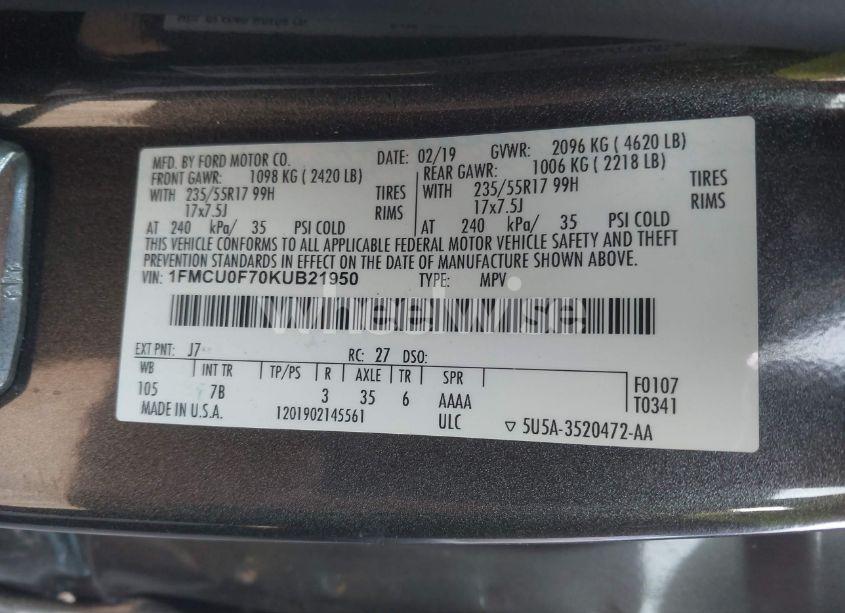 MFD. BY FORD MOTOR CO. DATE: 02/19 GVWR: 2096 KG ( 4620 LB)
FRONT GAWR: 1098 KG ( 2420 LB) REAR GAWR: 1006 KG ( 2218 LB)
WITH 235/55R17 99H TIRES WITH 235/55R17 99H TIRES
17x7.5J RIMS 17x7.5J RIMS
AT 240 kPa/ 35 PSI COLD AT 240 kPa/ 35 PSI COLD
THIS VEHICLE CONFORMS TO ALL APPLICABLE FEDERAL MOTOR VEHICLE SAFETY AND THEFT
PREVENTION STANDARDS IN EFFECT ON THE DATE OF MANUFACTURE SHOWN ABOVE.
VIN: 1FMCU0F70KUB21950 TYPE: MPV
Wheelwise
EXT PNT: J7 RC: 27 DSO:
WB INT TR TP/PS R AXLE TR SPR F0107
105 7B 3 35 6 AAAA T0341
MADE IN U.S.A. 1201902145561 ULC ▽ 5U5A-3520472-AA